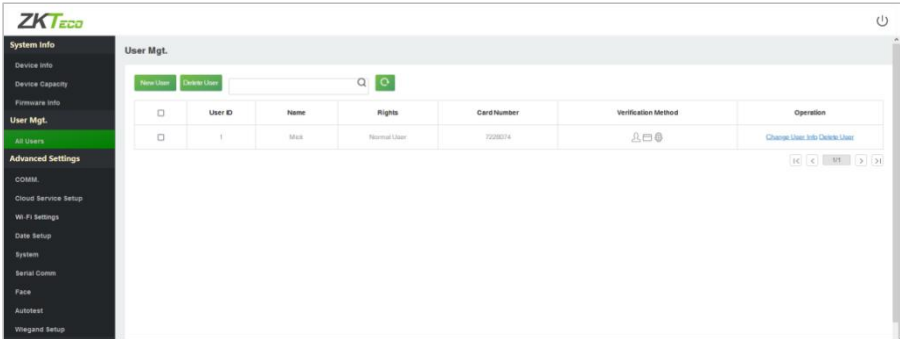 ZKTeco
System Info
Device Info
Device Capacity
Firmware Info
User Mgt.
All Users
Advanced Settings
COMM.
Cloud Service Setup
Wi-Fi Settings
Date Setup
System
Serial Comm
Face
Autotest
Wiegand Setup
User Mgt.
New User Delete User
User ID Name Rights Card Number Verification Method Operation
1 Normal User Change User Info Delete User
1/1